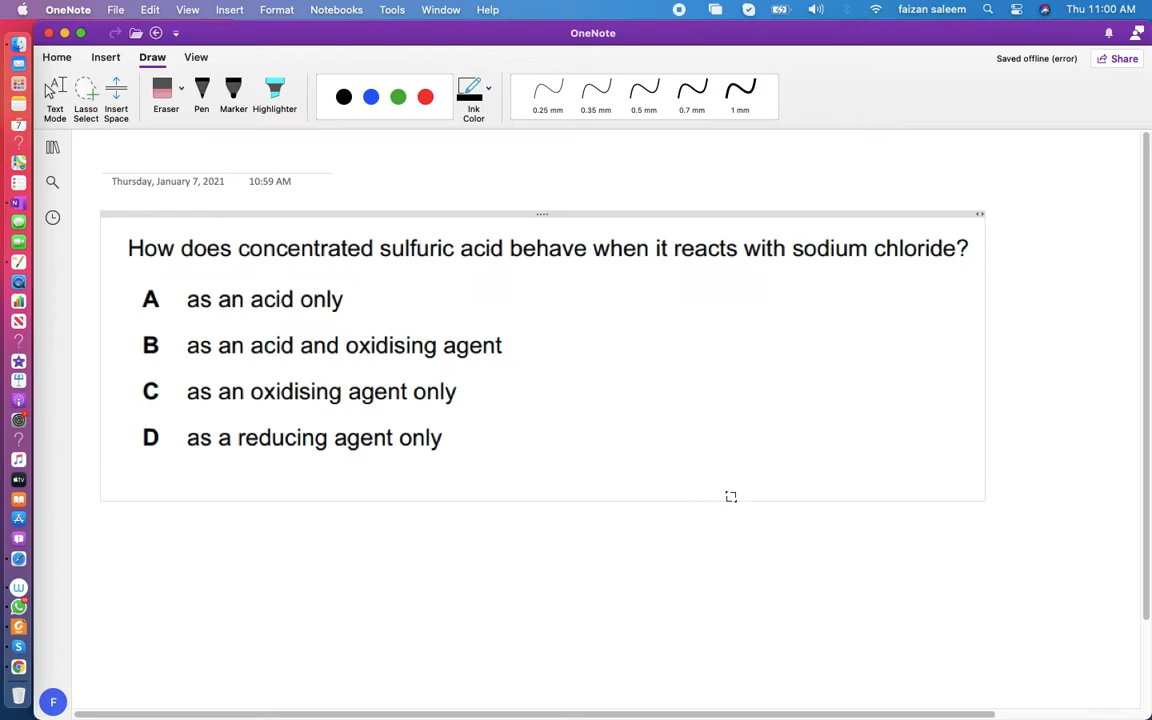 OneNote File Edit View Insert Format Notebooks Tools Window Help faizan saleem Thu 11:00 AM
OneNote
Home Insert Draw View Saved offline (error) Share
Text Mode
Lasso Select
Insert Space
Eraser
Pen
Marker
Highlighter
Ink Color
0.25 mm 0.35 mm 0.5 mm 0.7 mm 1 mm
Thursday, January 7, 2021 10:59 AM
How does concentrated sulfuric acid behave when it reacts with sodium chloride?
A as an acid only
B as an acid and oxidising agent
C as an oxidising agent only
D as a reducing agent only
7
tv
F